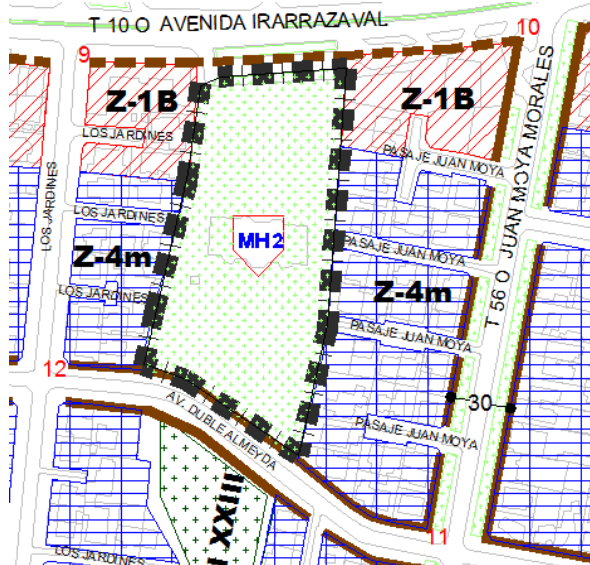 T 10 O AVENIDA IRARRAZAVAL
9
10
Z-1B
Z-1B
LOS JARDINES
PASAJE JUAN MOYA
LOS JARDINES
LOS JARDINES
MH 2
PASAJE JUAN MOYA
T 56 O JUAN MOYA MORALES
Z-4m
Z-4m
LOS JARDINES
PASAJE JUAN MOYA
12
AV. DUBLE ALMEYDA
30
PASAJE JUAN MOYA
11
LOS JARDINES